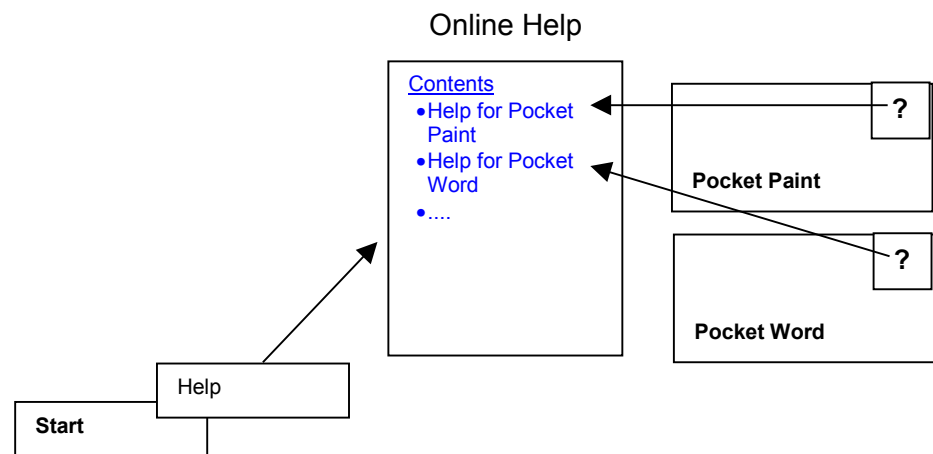 Online Help
Contents
•Help for Pocket
Paint
•Help for Pocket
Word
•....
?
Pocket Paint
?
Pocket Word
Help
Start